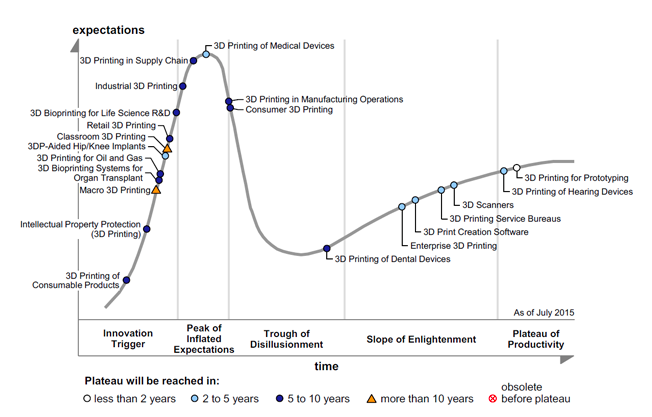 expectations
3D Printing of Medical Devices
3D Printing in Supply Chain
Industrial 3D Printing
3D Printing in Manufacturing Operations
Consumer 3D Printing
3D Bioprinting for Life Science R&D
Retail 3D Printing
Classroom 3D Printing
3DP-Aided Hip/Knee Implants
3D Printing for Oil and Gas
3D Bioprinting Systems for
Organ Transplant
Macro 3D Printing
Intellectual Property Protection
(3D Printing)
3D Printing of
Consumable Products
3D Printing of Dental Devices
Enterprise 3D Printing
3D Print Creation Software
3D Printing Service Bureaus
3D Scanners
3D Printing of Hearing Devices
3D Printing for Prototyping
As of July 2015
Innovation
Trigger
Peak of
Inflated
Expectations
Trough of
Disillusionment
Slope of Enlightenment
Plateau of
Productivity
time
Plateau will be reached in:
less than 2 years
2 to 5 years
5 to 10 years
more than 10 years
obsolete
before plateau